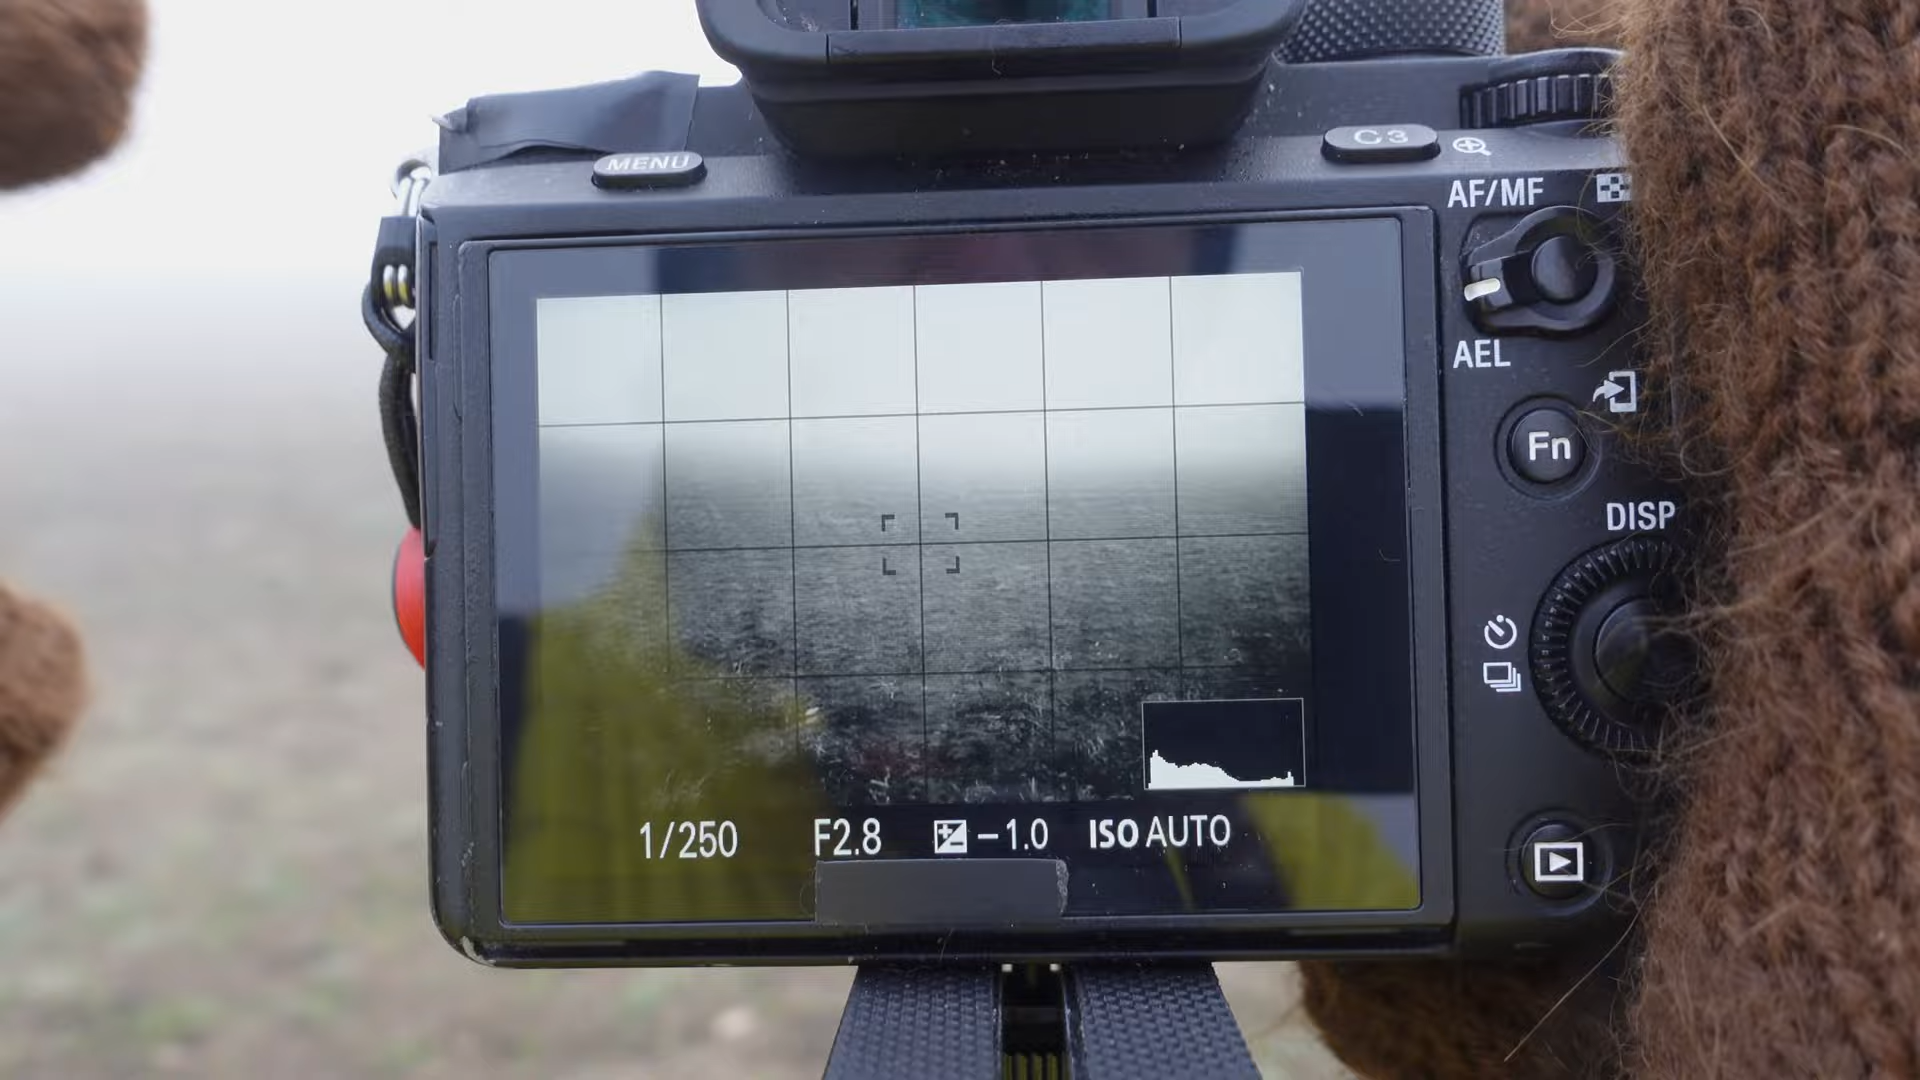 MENU
C3
AF/MF
AEL
Fn
DISP
1/250 F2.8 −1.0 ISO AUTO